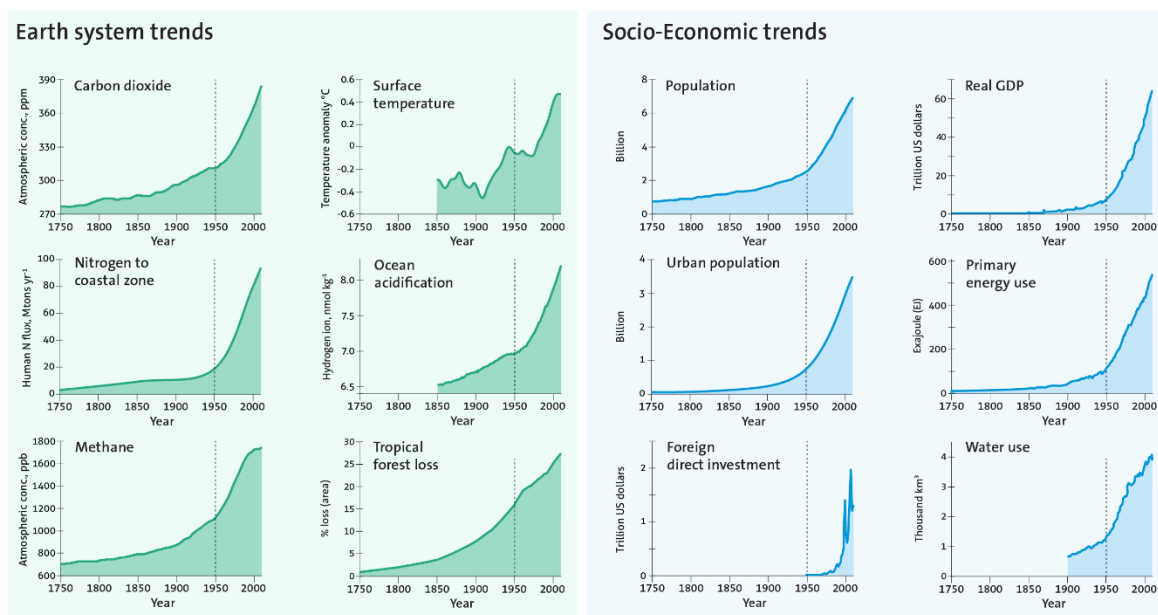 Earth system trends
Carbon dioxide
Atmospheric conc., ppm
390
360
330
300
270
1750 1800 1850 1900 1950 2000
Year
Surface
temperature
Temperature anomaly °C
0.6
0.4
0.2
0
-0.2
-0.4
-0.6
1750 1800 1850 1900 1950 2000
Year
Nitrogen to
coastal zone
Human N flux, Mtons yr⁻¹
100
80
60
40
20
0
1750 1800 1850 1900 1950 2000
Year
Ocean
acidification
Hydrogen ion, nmol kg⁻¹
8.0
7.5
7.0
6.5
1750 1800 1850 1900 1950 2000
Year
Methane
Atmospheric conc., ppb
1800
1600
1400
1200
1000
800
600
1750 1800 1850 1900 1950 2000
Year
Tropical
forest loss
% loss (area)
30
25
20
15
10
5
0
1750 1800 1850 1900 1950 2000
Year
Socio-Economic trends
Population
Billion
8
6
4
2
0
1750 1800 1850 1900 1950 2000
Year
Real GDP
Trillion US dollars
60
40
20
0
1750 1800 1850 1900 1950 2000
Year
Urban population
Billion
4
3
2
1
0
1750 1800 1850 1900 1950 2000
Year
Primary
energy use
Exajoule (EJ)
600
400
200
0
1750 1800 1850 1900 1950 2000
Year
Foreign
direct investment
Trillion US dollars
2
1
0
1750 1800 1850 1900 1950 2000
Year
Water use
Thousand km³
4
3
2
1
0
1750 1800 1850 1900 1950 2000
Year